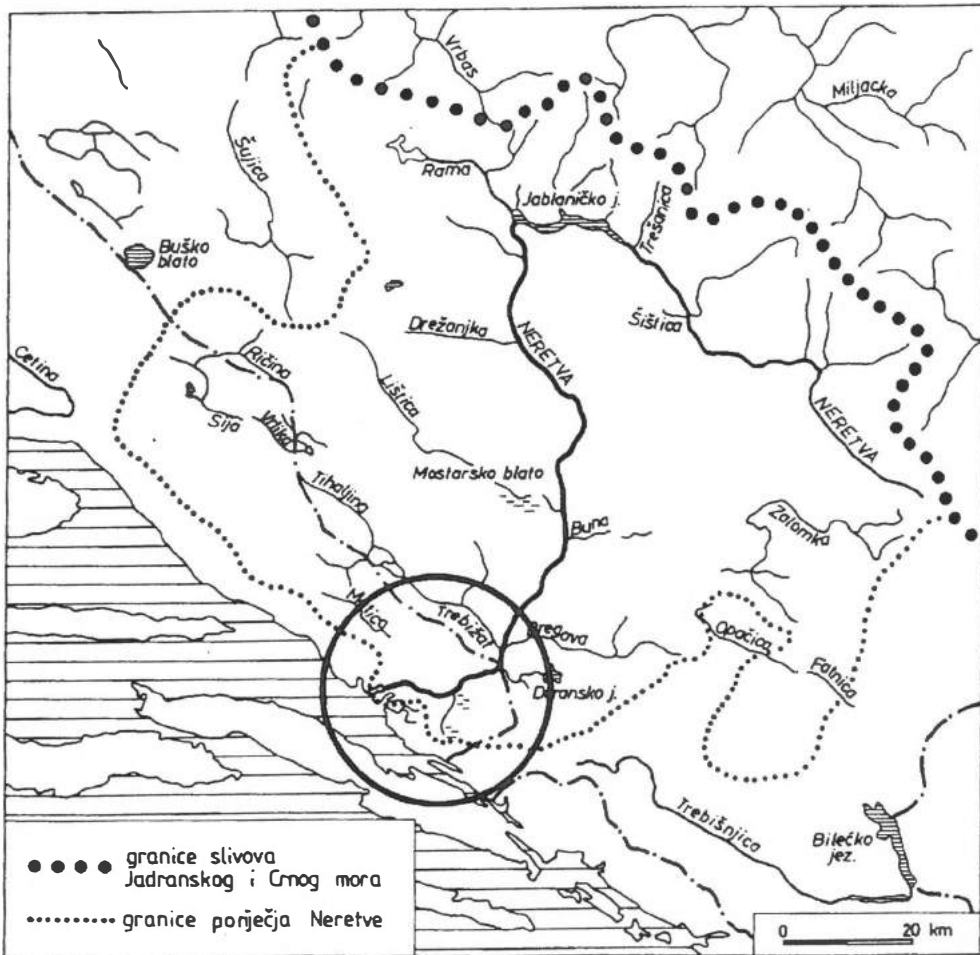 Vrbas
Miljacka
Šujica
Rama
Jablaničko j.
Trešanica
Buško
blato
Šištica
Drežanjka
NERETVA
Ričina
Cetina
Lištica
Sija
Vrljika
NERETVA
Mostarsko blato
Tihaljina
Buna
Zalomka
Matica
Trebižat
Bregava
Opačica
Fatnica
Deransko j.
Trebišnjica
Bilećko
jez.
granice slivova
Jadranskog i Crnog mora
granice porječja Neretve
0 20 km